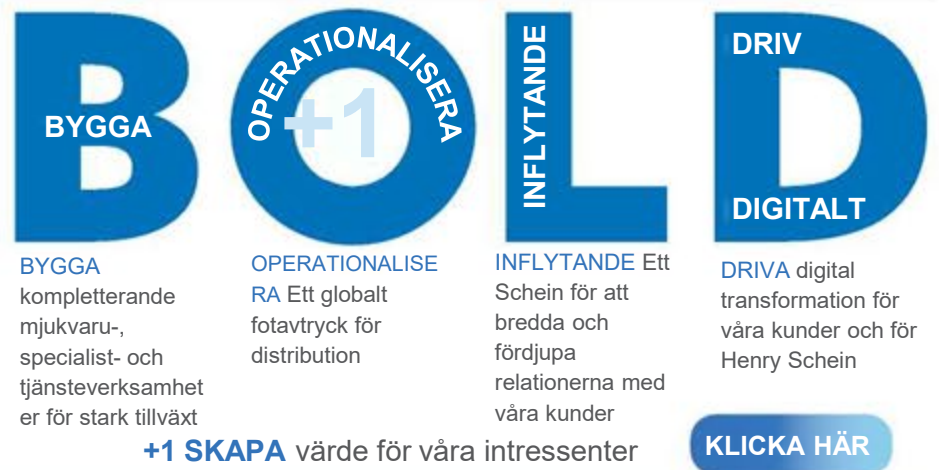 BOLD
BYGGA
OPERATIONALISERA
+1
INFLYTANDE
DRIV
DIGITALT
BYGGA
kompletterande
mjukvaru-,
specialist- och
tjänsteverksamhet
er för stark tillväxt
OPERATIONALISE
RA Ett globalt
fotavtryck för
distribution
INFLYTANDE Ett
Schein för att
bredda och
fördjupa
relationerna med
våra kunder
DRIVA digital
transformation för
våra kunder och för
Henry Schein
+1 SKAPA värde för våra intressenter
KLICKA HÄR